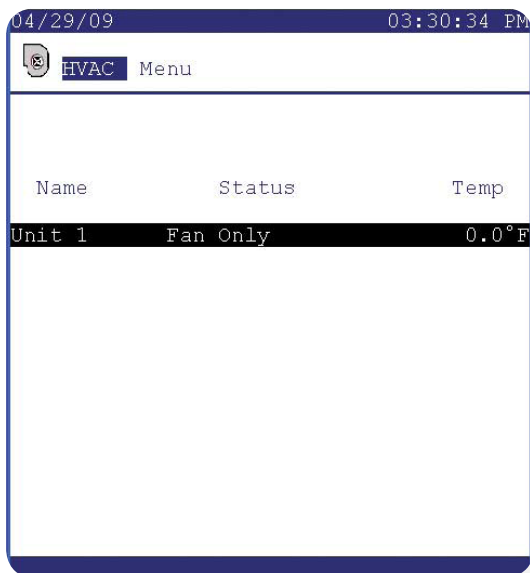 04/29/09 03:30:34 PM
HVAC Menu
Name Status Temp
Unit 1 Fan Only 0.0°F